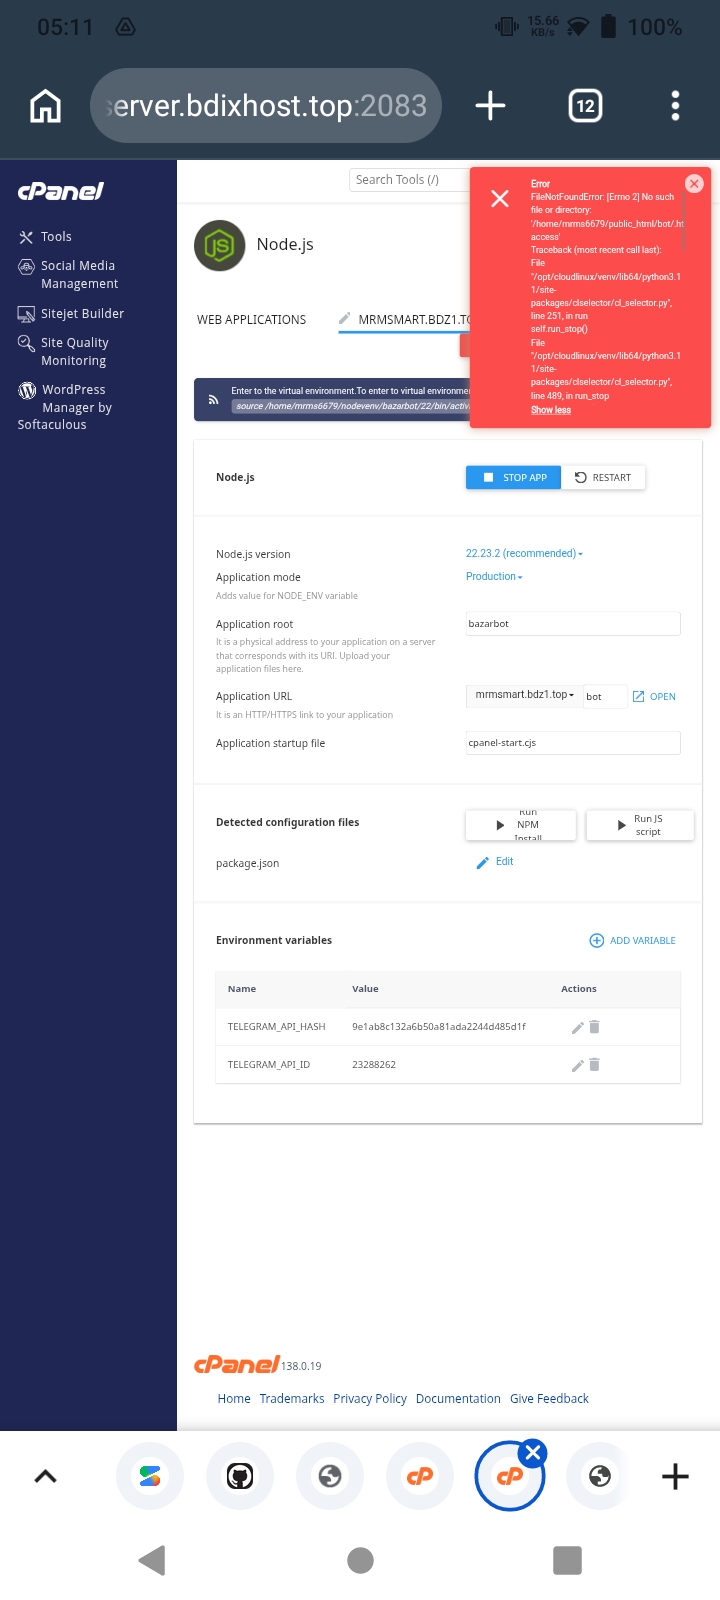 05:11
15.66
KB/s
100%
erver.bdixhost.top:2083
12
cPanel
Search Tools (/)
Tools
Social Media
Management
Sitejet Builder
Site Quality
Monitoring
WordPress
Manager by
Softaculous
Node.js
Error
FileNotFoundError: [Errno 2] No such
file or directory:
'/home/mrms6679/public_html/bot/.ht
access'
Traceback (most recent call last):
File
"/opt/cloudlinux/venv/lib64/python3.1
1/site-
packages/clselector/cl_selector.py",
line 251, in run
self.run_stop()
File
"/opt/cloudlinux/venv/lib64/python3.1
1/site-
packages/clselector/cl_selector.py",
line 489, in run_stop
Show less
WEB APPLICATIONS
MRMSMART.BDZ1.TO
Enter to the virtual environment.To enter to virtual environme
source /home/mrms6679/nodevenv/bazarbot/22/bin/activ
Node.js
STOP APP
RESTART
Node.js version
22.23.2 (recommended)
Application mode
Production
Adds value for NODE_ENV variable
Application root
bazarbot
It is a physical address to your application on a server
that corresponds with its URI. Upload your
application files here.
Application URL
mrmsmart.bdz1.top
bot
OPEN
It is an HTTP/HTTPS link to your application
Application startup file
cpanel-start.cjs
Detected configuration files
Run
NPM
Install
Run JS
script
package.json
Edit
Environment variables
ADD VARIABLE
Name Value Actions
TELEGRAM_API_HASH 9e1ab8c132a6b50a81ada2244d485d1f
TELEGRAM_API_ID 23288262
cPanel 138.0.19
Home Trademarks Privacy Policy Documentation Give Feedback